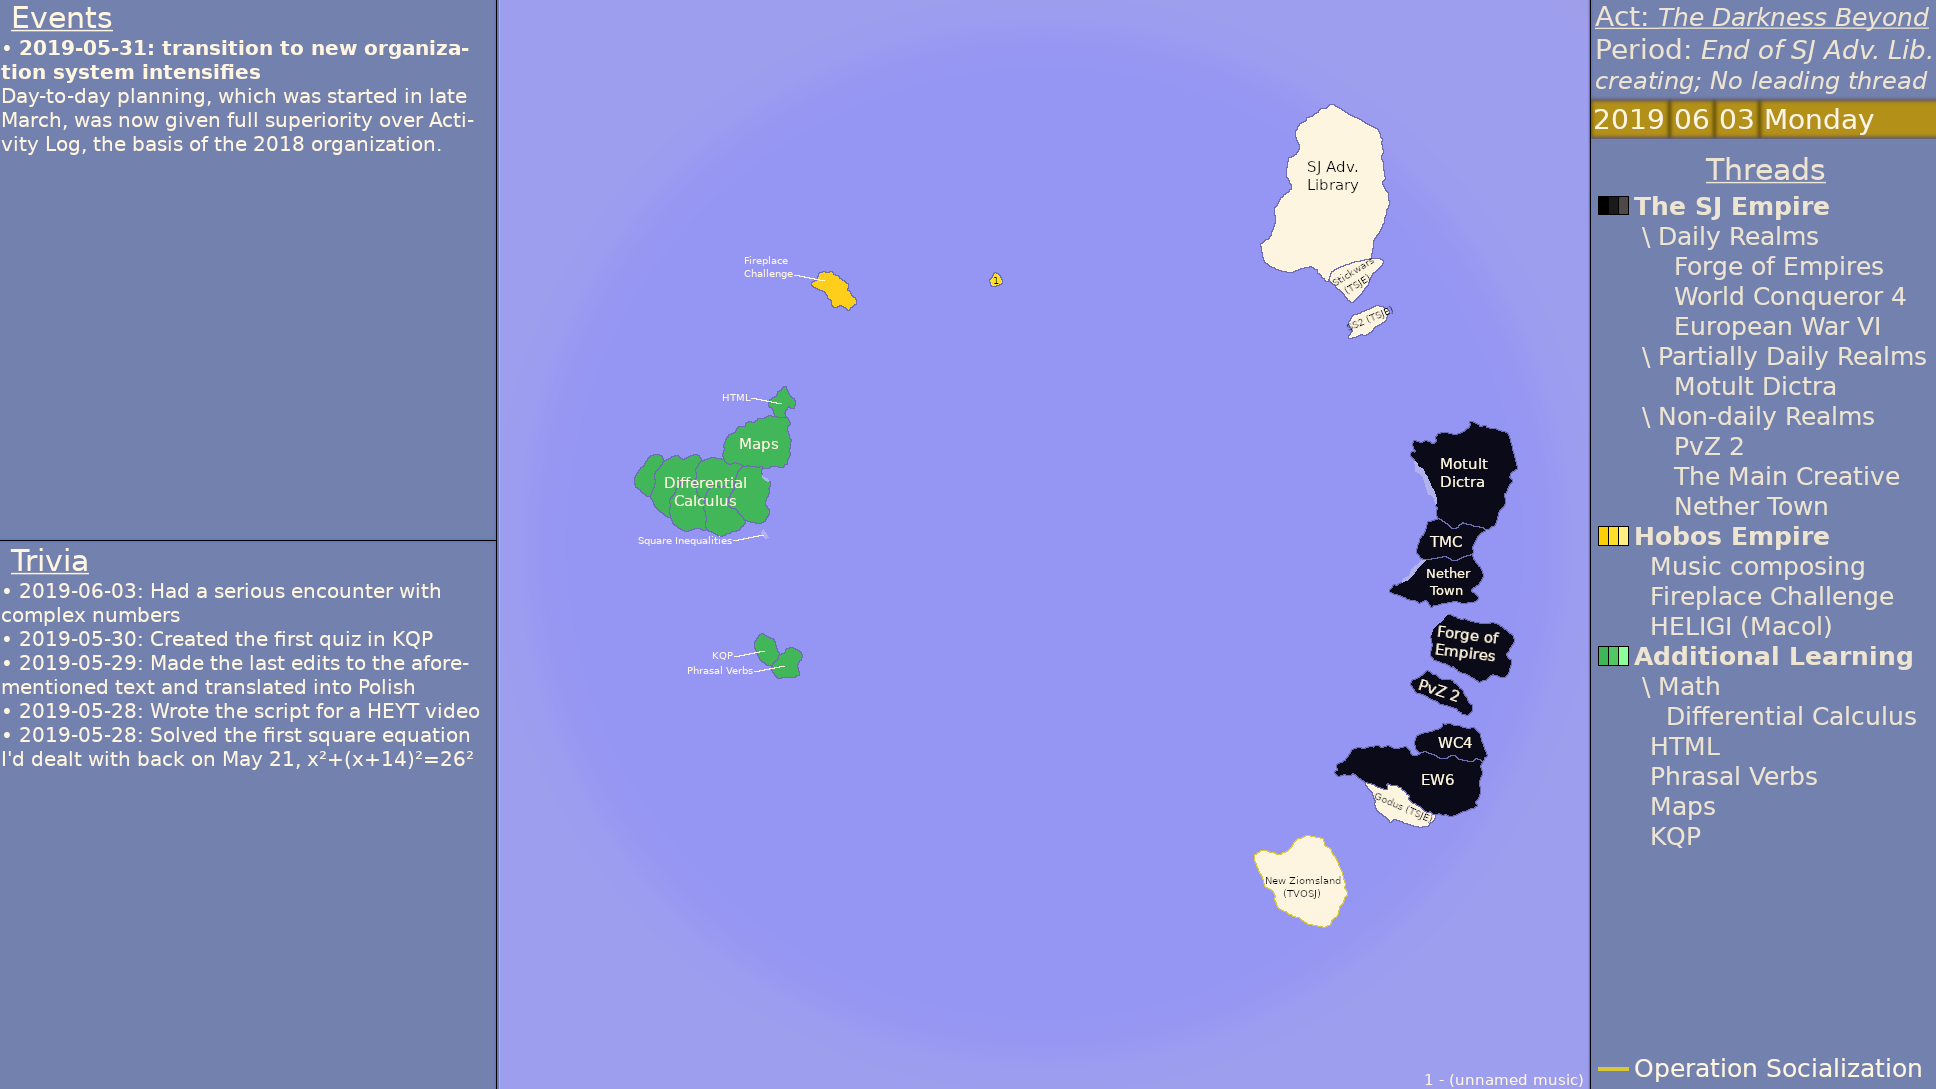 Events
• 2019-05-31: transition to new organiza-
tion system intensifies
Day-to-day planning, which was started in late
March, was now given full superiority over Acti-
vity Log, the basis of the 2018 organization.
Trivia
• 2019-06-03: Had a serious encounter with
complex numbers
• 2019-05-30: Created the first quiz in KQP
• 2019-05-29: Made the last edits to the afore-
mentioned text and translated into Polish
• 2019-05-28: Wrote the script for a HEYT video
• 2019-05-28: Solved the first square equation
I'd dealt with back on May 21, x²+(x+14)²=26²
SJ Adv.
Library
Stickwars
(TSJE)
SS2 (TSJE)
Fireplace
Challenge
1
HTML
Maps
Differential
Calculus
Square Inequalities
KQP
Phrasal Verbs
Motult
Dictra
TMC
Nether
Town
Forge of
Empires
PvZ 2
WC4
EW6
Godus (TSJE)
New Ziomsland
(TVOSJ)
1 - (unnamed music)
Act: The Darkness Beyond
Period: End of SJ Adv. Lib.
creating; No leading thread
2019 06 03 Monday
Threads
The SJ Empire
\ Daily Realms
Forge of Empires
World Conqueror 4
European War VI
\ Partially Daily Realms
Motult Dictra
\ Non-daily Realms
PvZ 2
The Main Creative
Nether Town
Hobos Empire
Music composing
Fireplace Challenge
HELIGI (Macol)
Additional Learning
\ Math
Differential Calculus
HTML
Phrasal Verbs
Maps
KQP
Operation Socialization